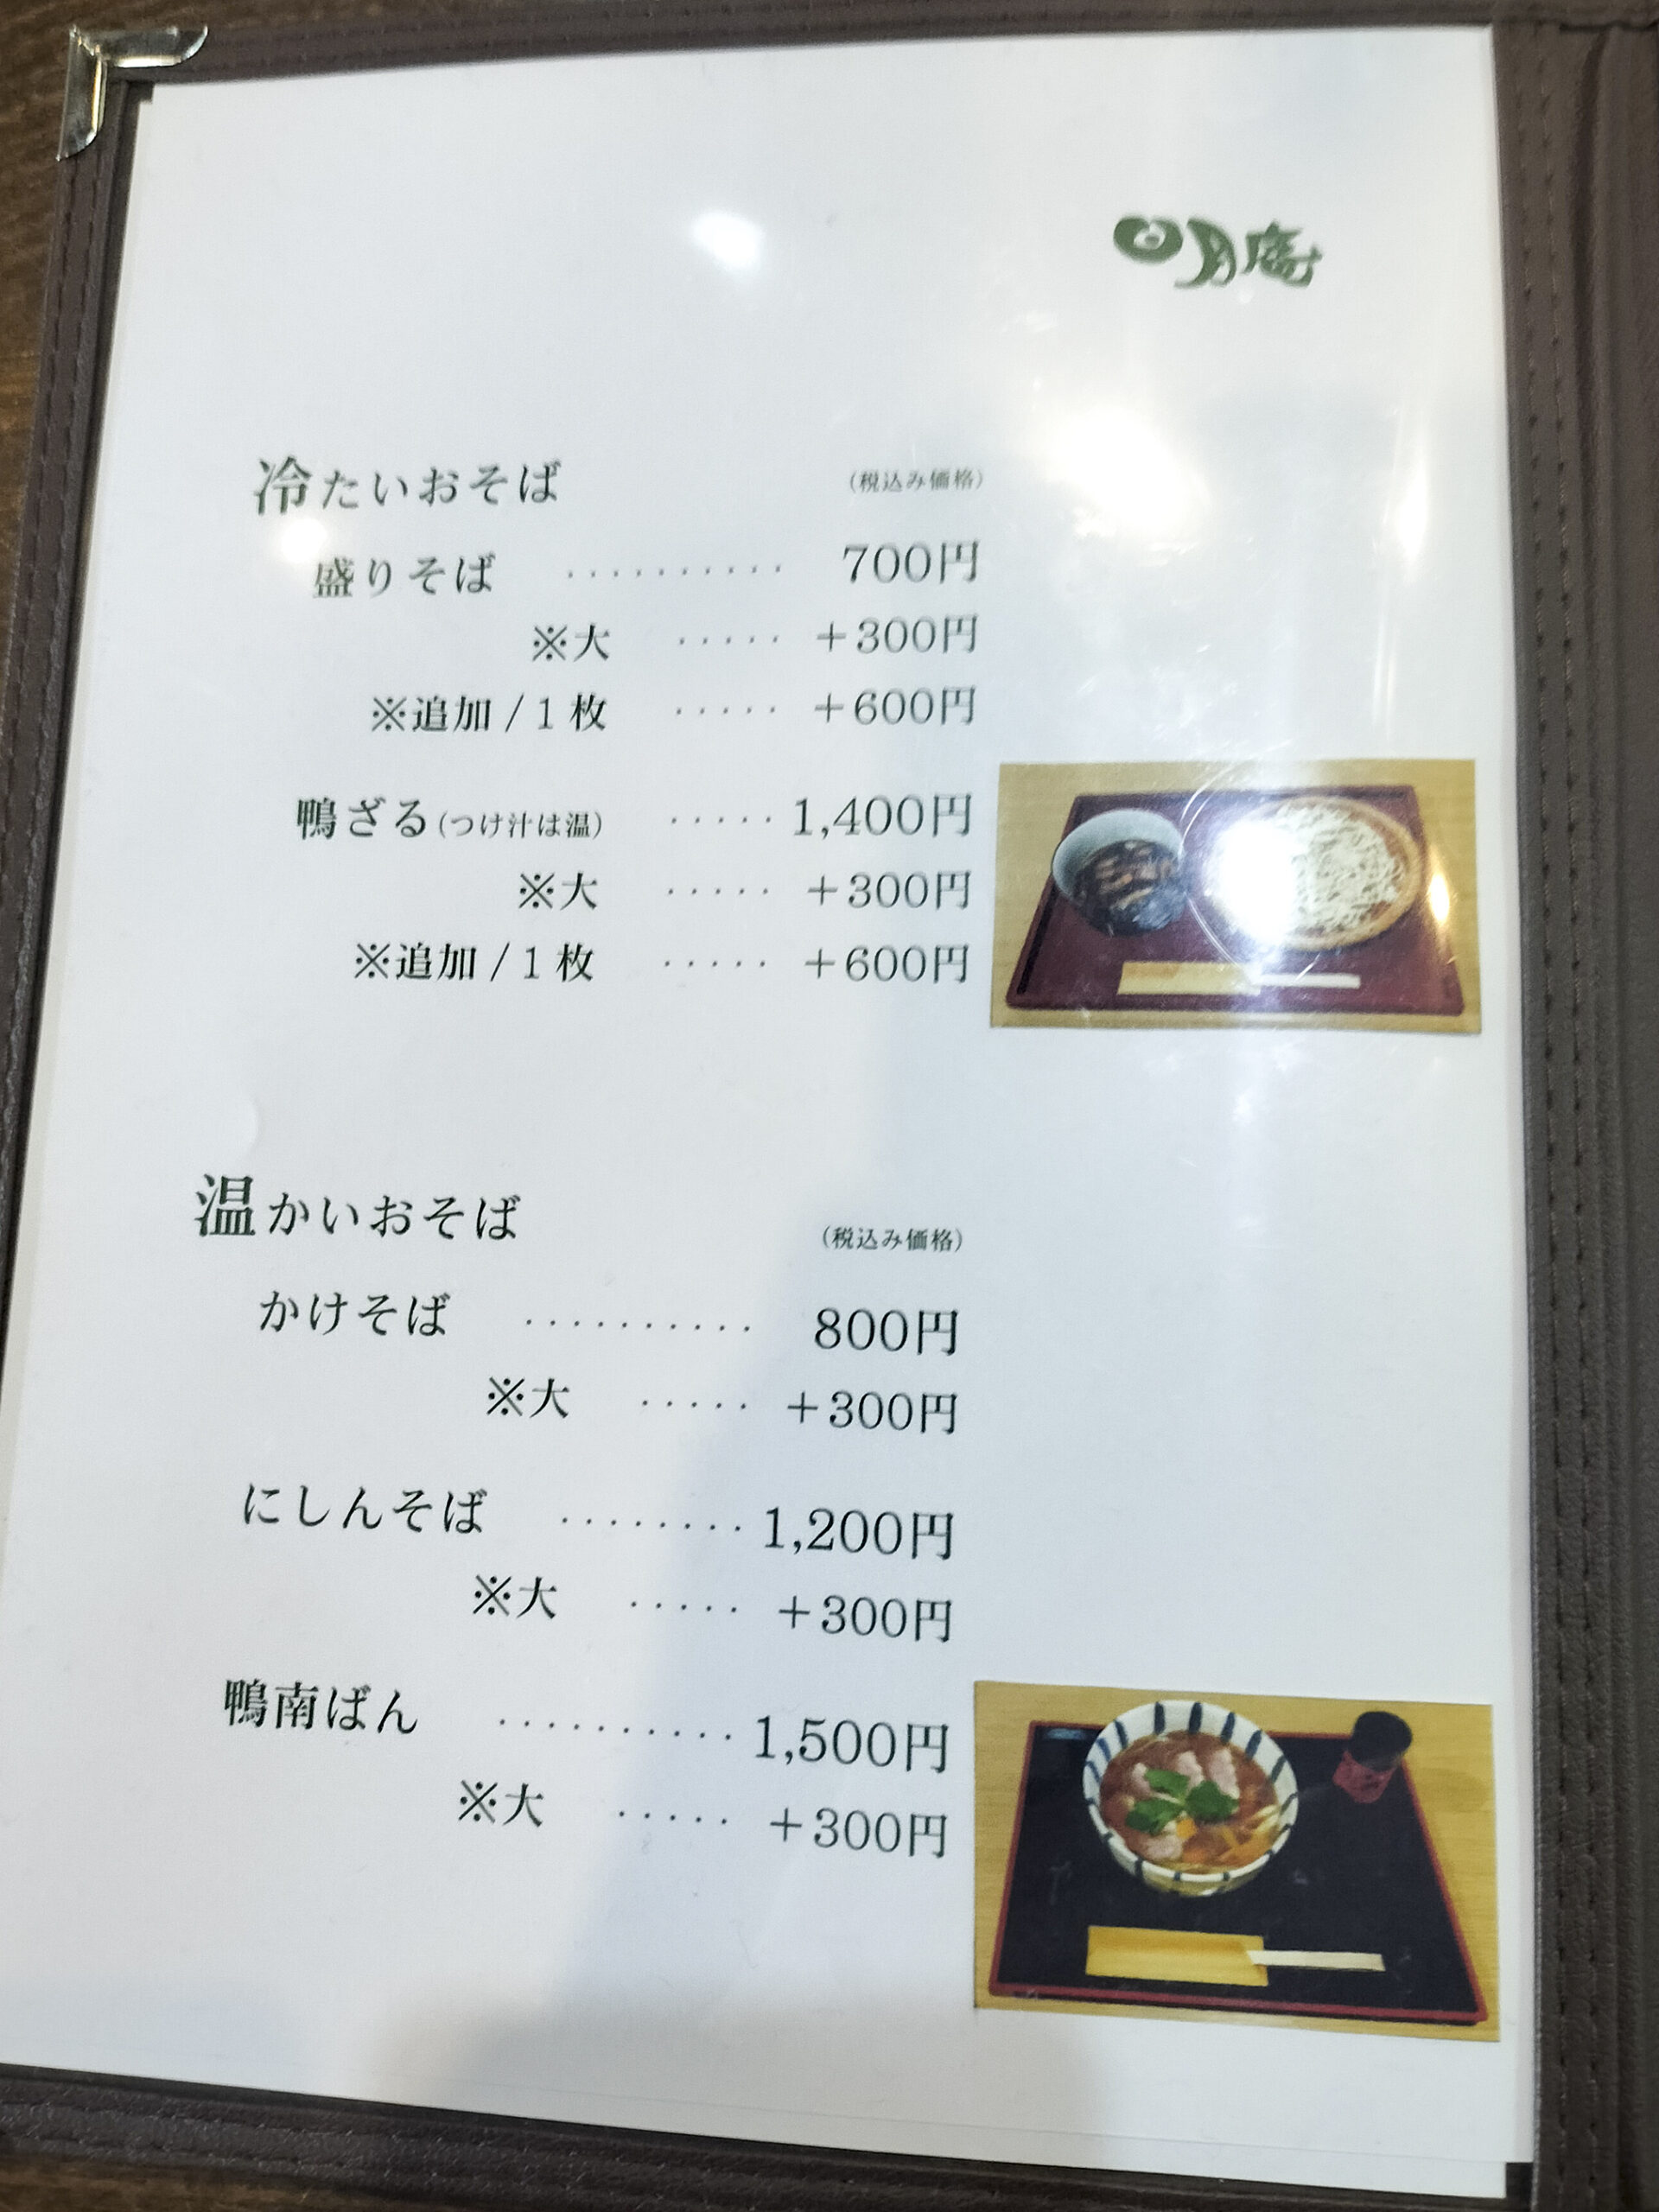 明月庵
冷たいおそば (税込み価格)
盛りそば ・・・・・・・・・・ 700円
※大 ・・・・・ +300円
※追加/1枚 ・・・・・ +600円
鴨ざる(つけ汁は温) ・・・・・ 1,400円
※大 ・・・・・ +300円
※追加/1枚 ・・・・・ +600円
温かいおそば (税込み価格)
かけそば ・・・・・・・・・・ 800円
※大 ・・・・・ +300円
にしんそば ・・・・・・・・ 1,200円
※大 ・・・・・ +300円
鴨南ばん ・・・・・・・・・・ 1,500円
※大 ・・・・・ +300円